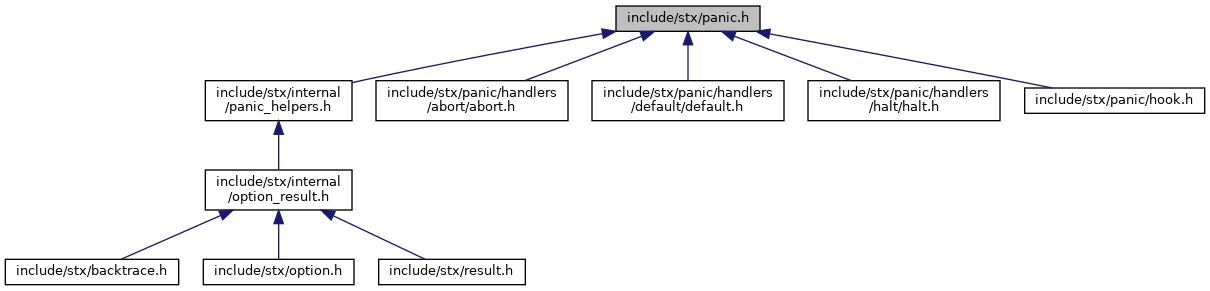 include/stx/panic.h
include/stx/internal
/panic_helpers.h
include/stx/panic/handlers
/abort/abort.h
include/stx/panic/handlers
/default/default.h
include/stx/panic/handlers
/halt/halt.h
include/stx/panic/hook.h
include/stx/internal
/option_result.h
include/stx/backtrace.h
include/stx/option.h
include/stx/result.h